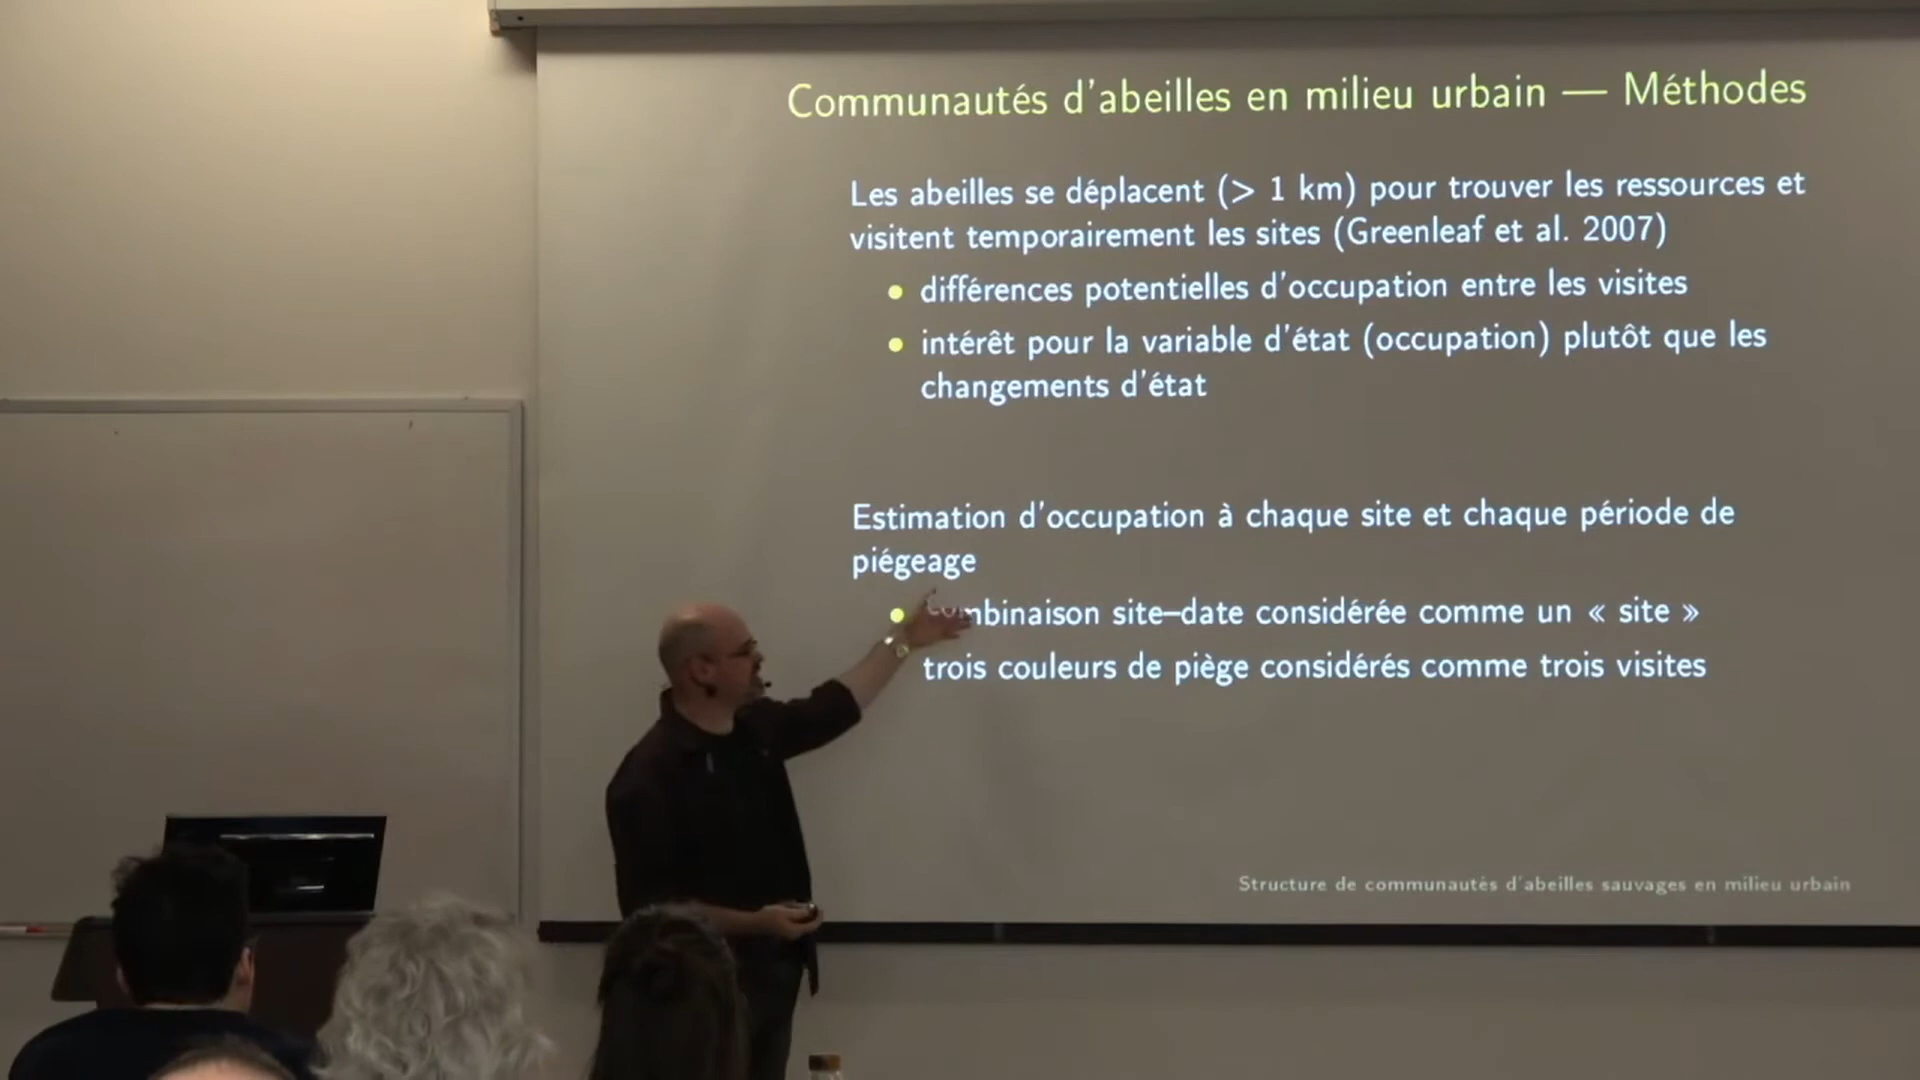 Communautés d'abeilles en milieu urbain — Méthodes
Les abeilles se déplacent (> 1 km) pour trouver les ressources et
visitent temporairement les sites (Greenleaf et al. 2007)
différences potentielles d'occupation entre les visites
intérêt pour la variable d'état (occupation) plutôt que les
changements d'état
Estimation d'occupation à chaque site et chaque période de
piégeage
combinaison site–date considérée comme un « site »
trois couleurs de piège considérés comme trois visites
Structure de communautés d'abeilles sauvages en milieu urbain